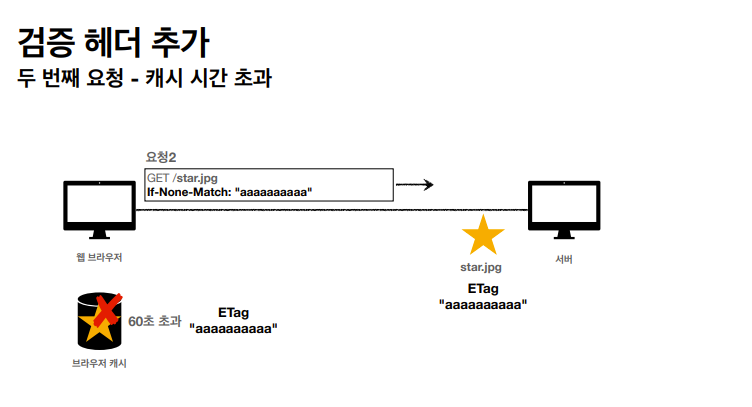 검증 헤더 추가
두 번째 요청 - 캐시 시간 초과
요청2
GET /star.jpg
If-None-Match: "aaaaaaaaaa"
웹 브라우저
서버
star.jpg
ETag
"aaaaaaaaaa"
60초 초과
ETag
"aaaaaaaaaa"
브라우저 캐시